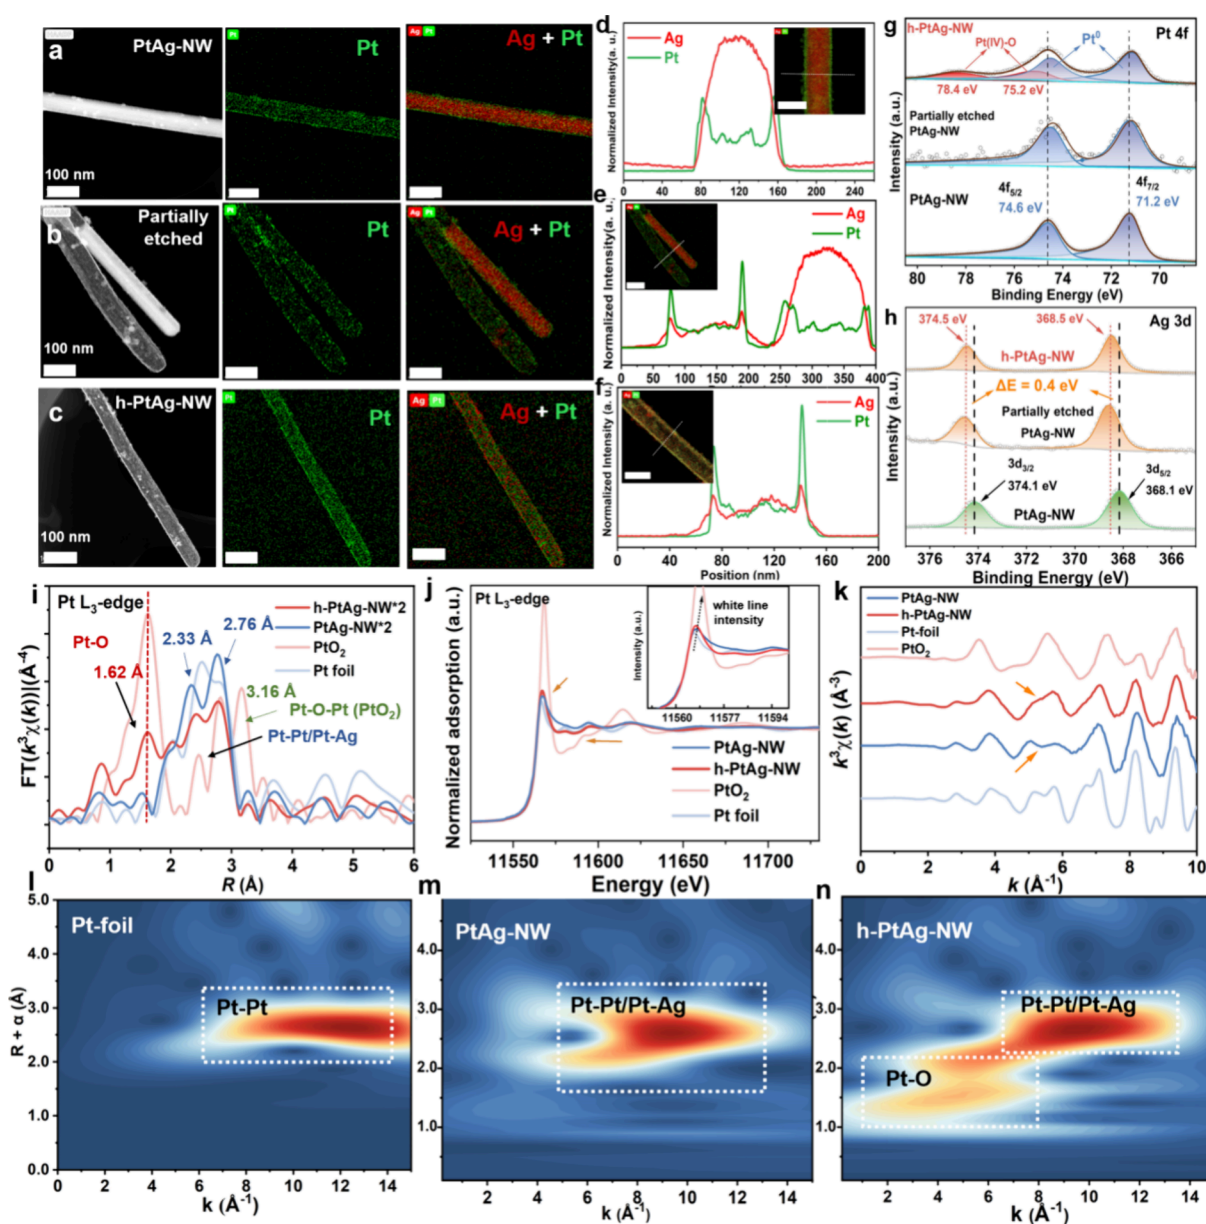 a
PtAg-NW
100 nm
Pt
Pt
Ag Pt
Ag + Pt
b
Partially
etched
100 nm
Pt
Pt
Ag Pt
Ag + Pt
c
h-PtAg-NW
100 nm
Pt
Pt
Ag Pt
Ag + Pt
d
Normalized Intensity(a. u.)
Ag
Pt
0 40 80 120 160 200 240
e
Normalized Intensity(a. u.)
Ag Pt
Ag
Pt
0 50 100 150 200 250 300 350 400
f
Normalized Intensity (a. u.)
Ag
Pt
0 40 80 120 160 200
Position (nm)
g
h-PtAg-NW
Pt 4f
Pt(IV)-O
Pt⁰
78.4 eV
75.2 eV
Partially etched
PtAg-NW
PtAg-NW
4f5/2
74.6 eV
4f7/2
71.2 eV
Intensity (a.u.)
80 78 76 74 72 70
Binding Energy (eV)
h
Ag 3d
374.5 eV
368.5 eV
h-PtAg-NW
ΔE = 0.4 eV
Partially etched
PtAg-NW
3d3/2
374.1 eV
3d5/2
368.1 eV
PtAg-NW
Intensity (a.u.)
376 374 372 370 368 366
Binding Energy (eV)
i
Pt L₃-edge
h-PtAg-NW*2
PtAg-NW*2
PtO₂
Pt foil
Pt-O
1.62 Å
2.33 Å
2.76 Å
3.16 Å
Pt-O-Pt (PtO₂)
Pt-Pt/Pt-Ag
FT(k³χ(k))|(Å⁻⁴)
0 1 2 3 4 5 6
R (Å)
j
Pt L₃-edge
Normalized adsorption (a.u.)
Intensity (a.u.)
white line
intensity
11560 11577 11594
PtAg-NW
h-PtAg-NW
PtO₂
Pt foil
11550 11600 11650 11700
Energy (eV)
k
PtAg-NW
h-PtAg-NW
Pt-foil
PtO₂
k³χ(k) (Å⁻³)
0 2 4 6 8 10
k (Å⁻¹)
l
Pt-foil
Pt-Pt
R + α (Å)
5.0
4.0
3.0
2.0
1.0
0.0
0 2 4 6 8 10 12 14
k (Å⁻¹)
m
PtAg-NW
Pt-Pt/Pt-Ag
4.0
3.0
2.0
1.0
2 4 6 8 10 12 14
k (Å⁻¹)
n
h-PtAg-NW
Pt-Pt/Pt-Ag
Pt-O
4.0
3.0
2.0
1.0
2 4 6 8 10 12 14
k (Å⁻¹)